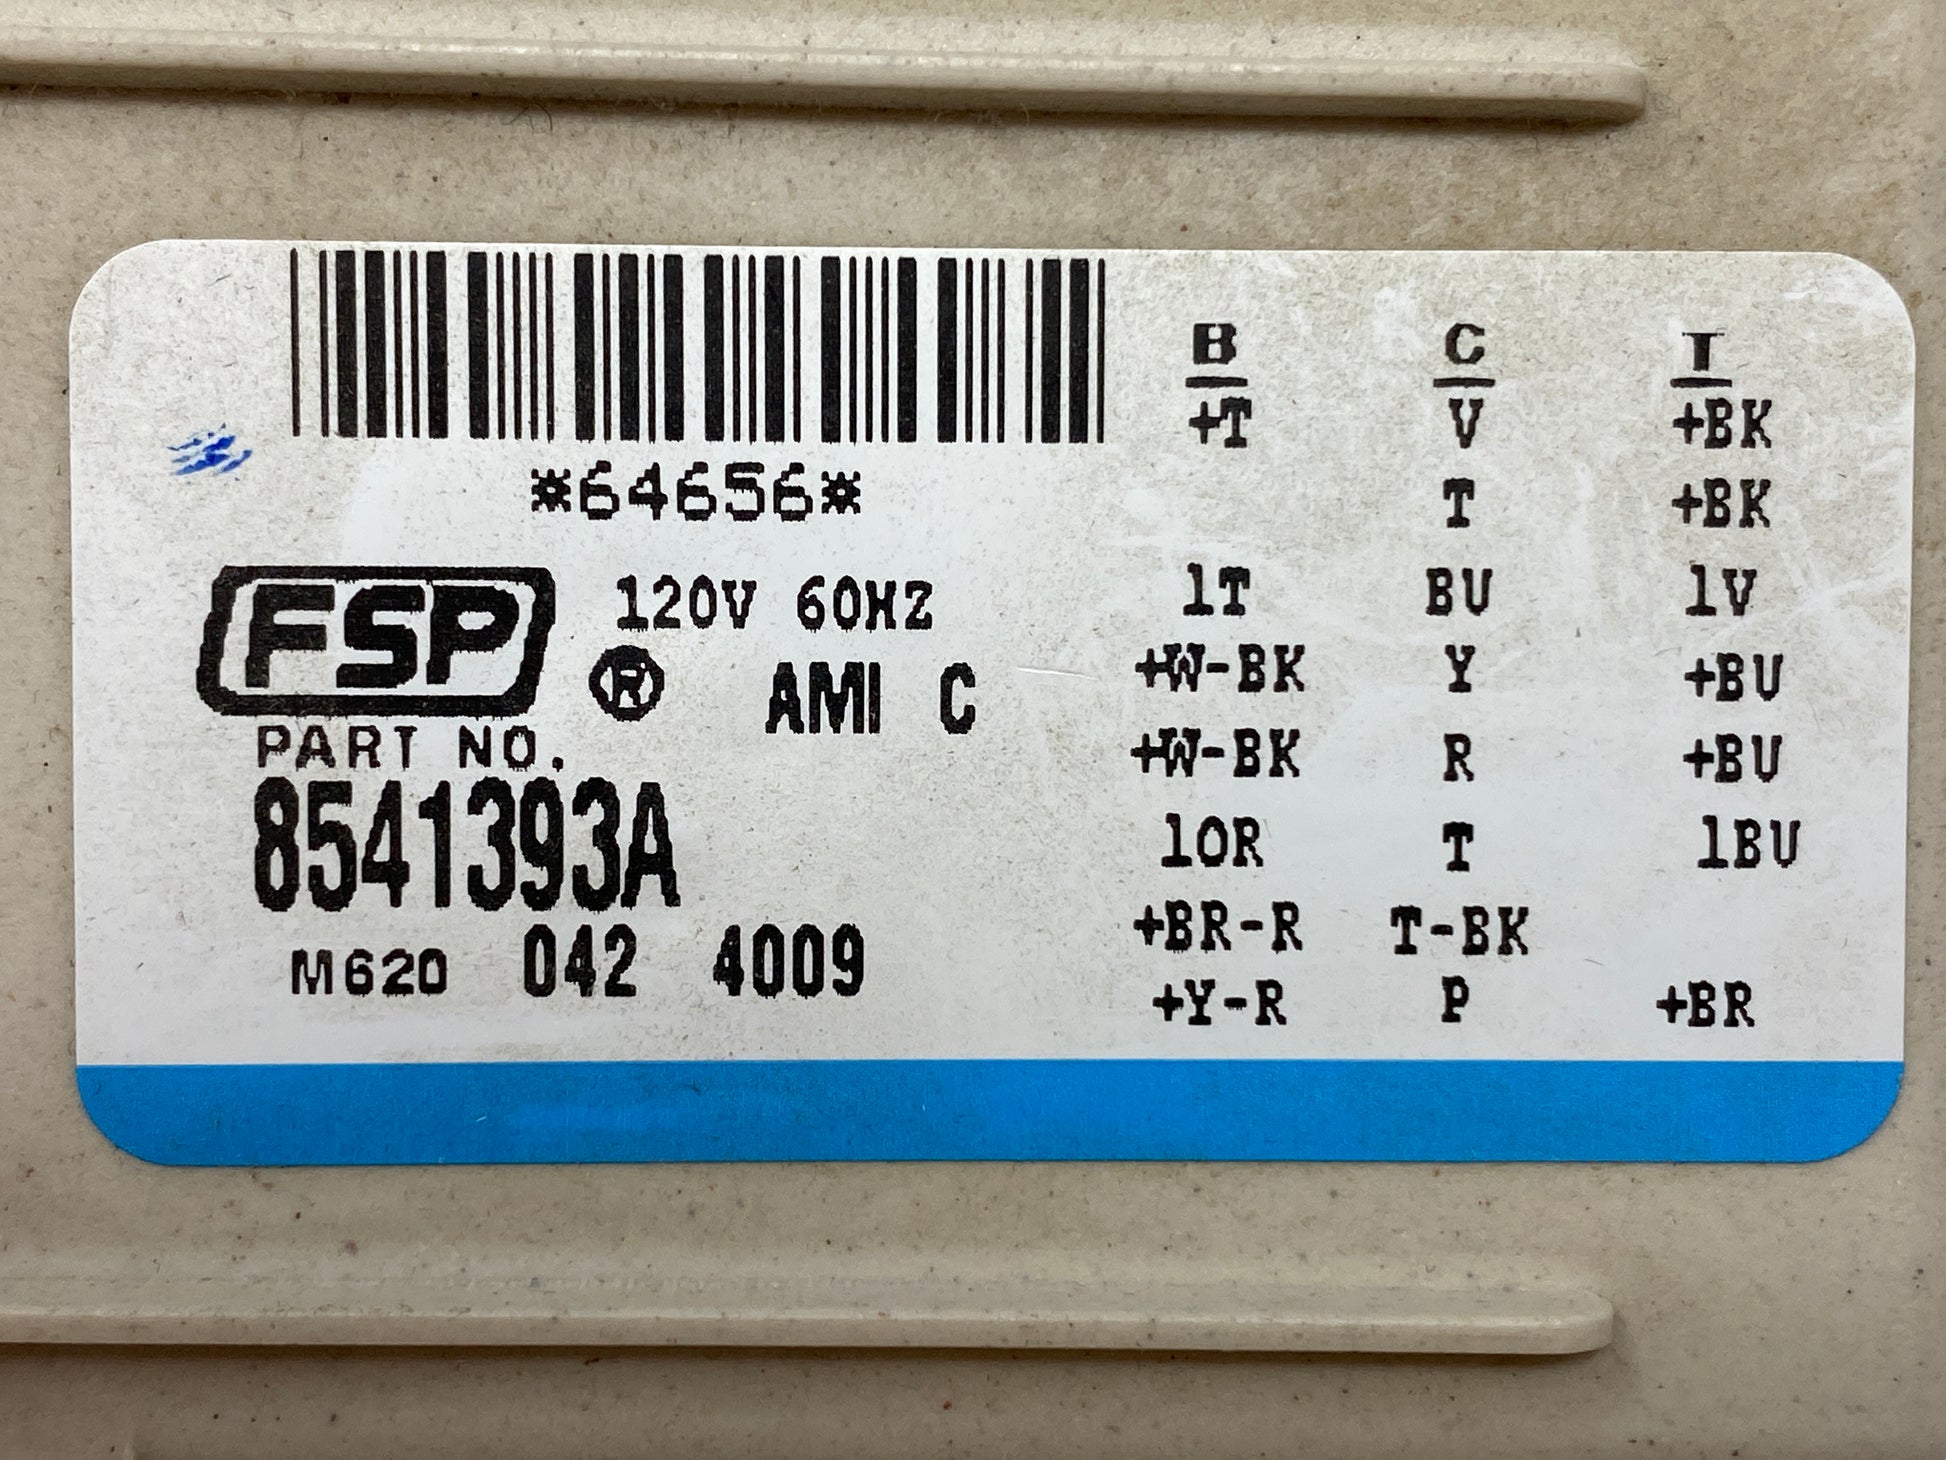 *64656*
FSP ® 120V 60HZ
AMI C
PART NO.
8541393A
M620 042 4009
B C T
+T V +BK
T +BK
1T BU 1V
+W-BK Y +BU
+W-BK R +BU
1OR T 1BU
+BR-R T-BK
+Y-R P +BR